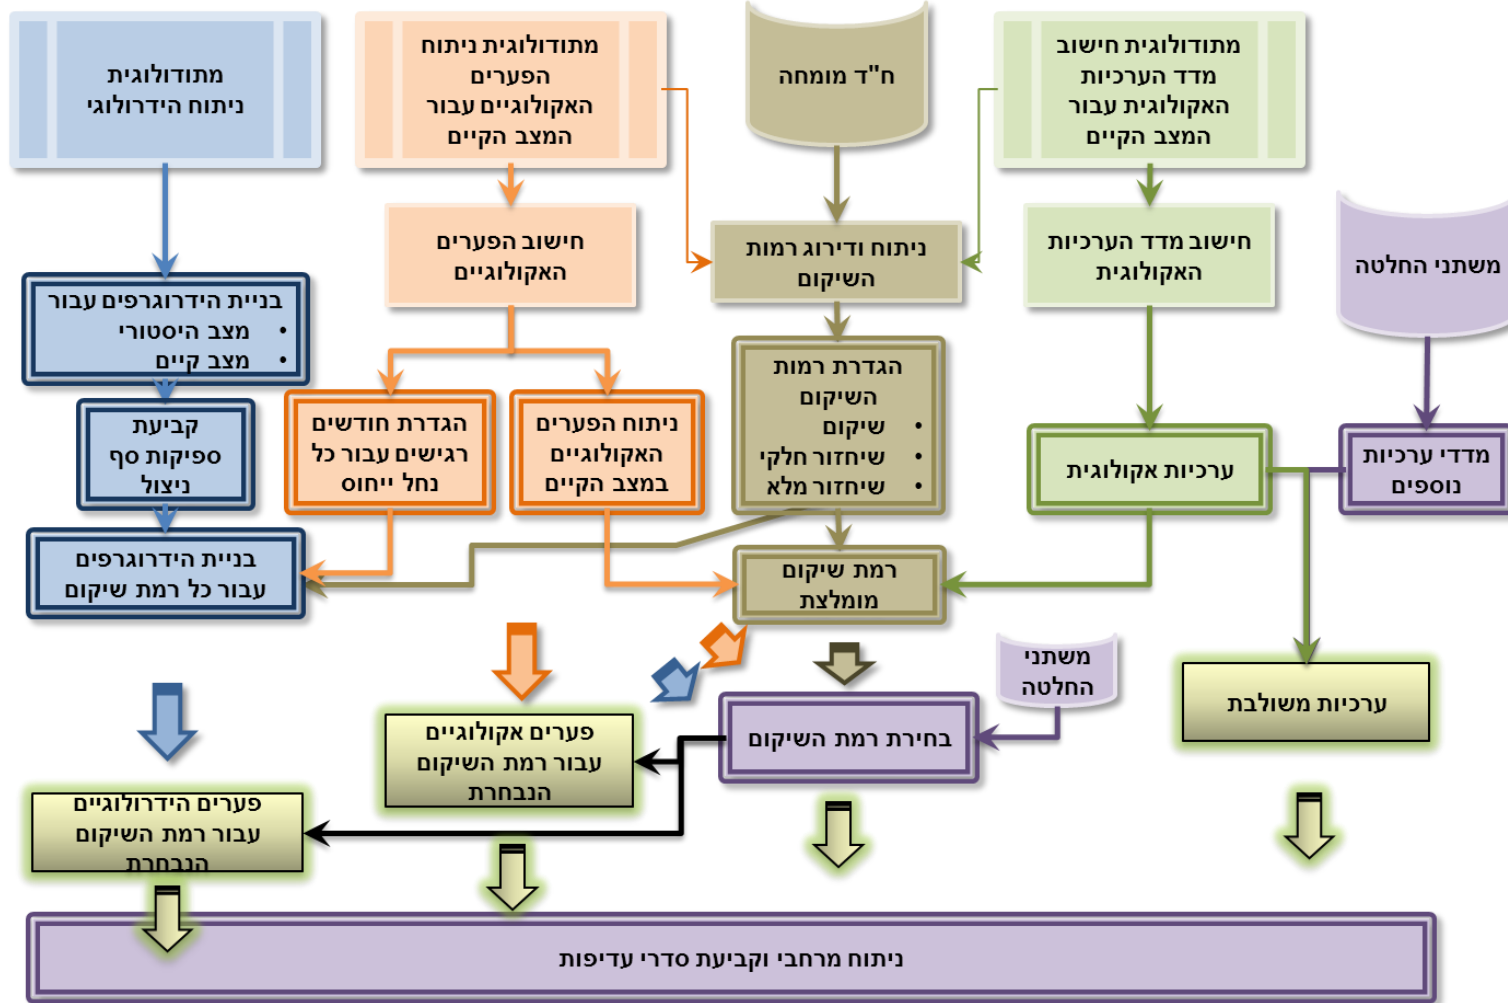 מתודולוגית חישוב
מדד הערכיות
האקולוגית עבור
המצב הקיים
ח"ד מומחה
מתודולוגית ניתוח
הפערים
האקולוגיים עבור
המצב הקיים
מתודולוגית
ניתוח הידרולוגי
משתני החלטה
חישוב מדד הערכיות
האקולוגית
ניתוח ודירוג רמות
השיקום
חישוב הפערים
האקולוגיים
בניית הידרוגרפים עבור
• מצב היסטורי
• מצב קיים
מדדי ערכיות
נוספים
ערכיות אקולוגית
הגדרת רמות
השיקום
• שיקום
• שיחזור חלקי
• שיחזור מלא
ניתוח הפערים
האקולוגיים
במצב הקיים
הגדרת חודשים
רגישים עבור כל
נחל ייחוס
קביעת
ספיקות סף
ניצול
רמת שיקום
מומלצת
בניית הידרוגרפים
עבור כל רמת שיקום
משתני
החלטה
ערכיות משולבת
בחירת רמת השיקום
פערים אקולוגיים
עבור רמת השיקום
הנבחרת
פערים הידרולוגיים
עבור רמת השיקום
הנבחרת
ניתוח מרחבי וקביעת סדרי עדיפות